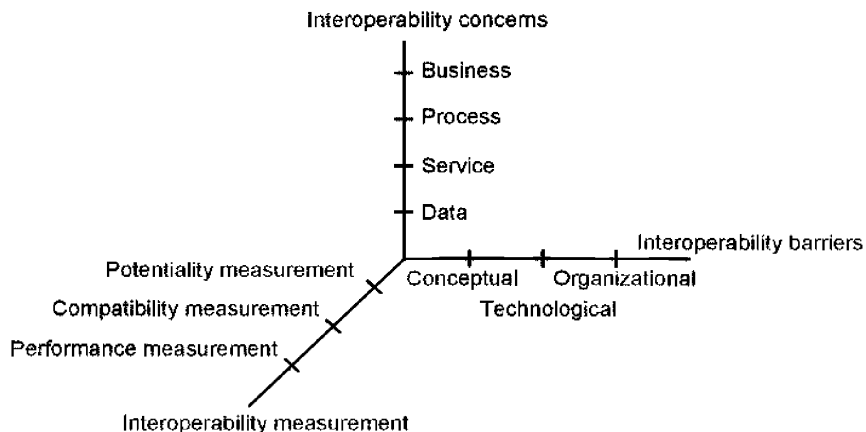 Interoperability concerns
Business
Process
Service
Data
Interoperability barriers
Conceptual
Organizational
Technological
Potentiality measurement
Compatibility measurement
Performance measurement
Interoperability measurement